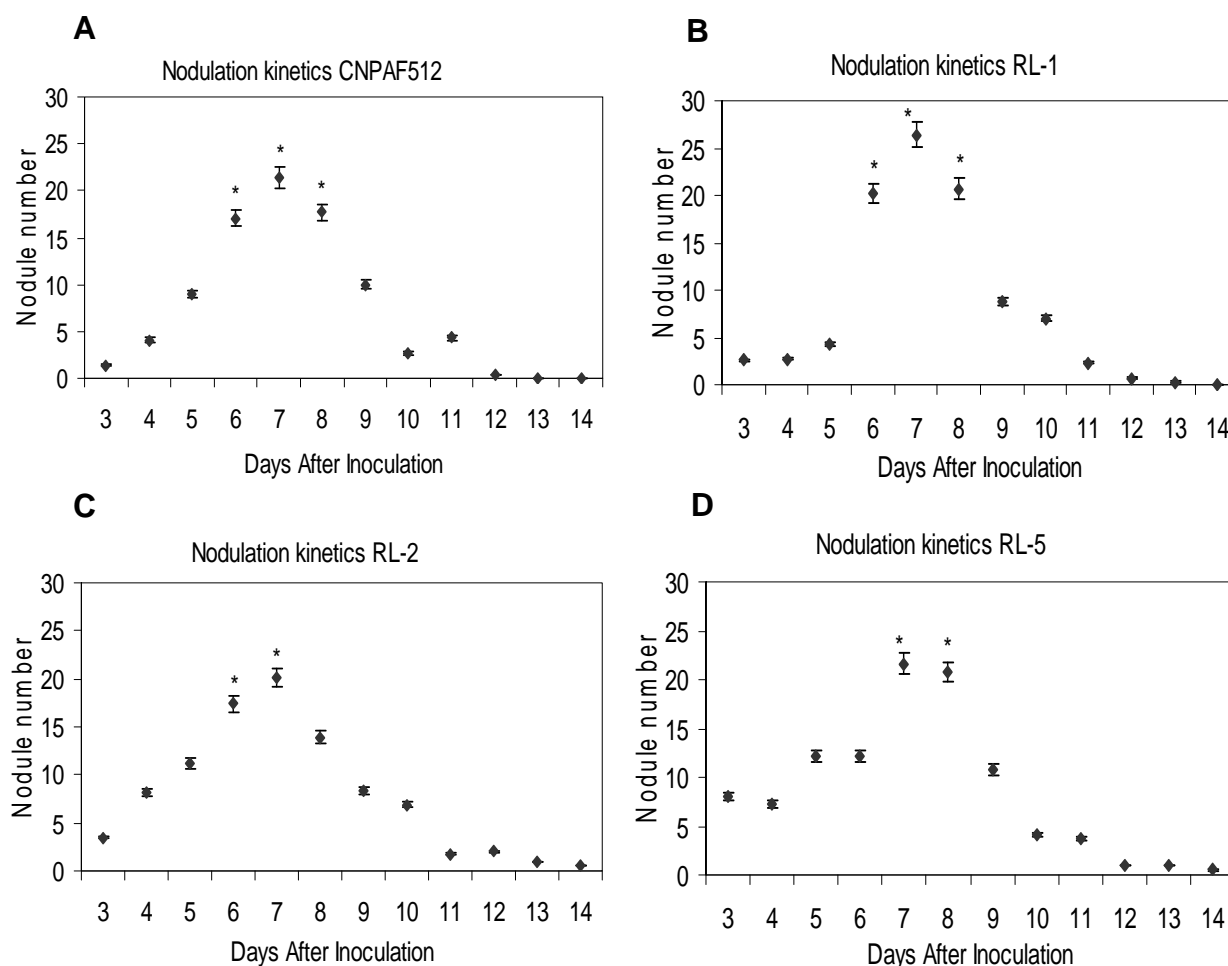 A
Nodulation kinetics CNPAF512
30
25
20
15
10
5
0
Nodule number
* * *
3 4 5 6 7 8 9 10 11 12 13 14
Days After Inoculation
B
Nodulation kinetics RL-1
30
25
20
15
10
5
0
Nodule number
* * *
3 4 5 6 7 8 9 10 11 12 13 14
Days After Inoculation
C
Nodulation kinetics RL-2
30
25
20
15
10
5
0
Nodule number
* *
3 4 5 6 7 8 9 10 11 12 13 14
Days After Inoculation
D
Nodulation kinetics RL-5
30
25
20
15
10
5
0
Nodule number
* *
3 4 5 6 7 8 9 10 11 12 13 14
Days After Inoculation